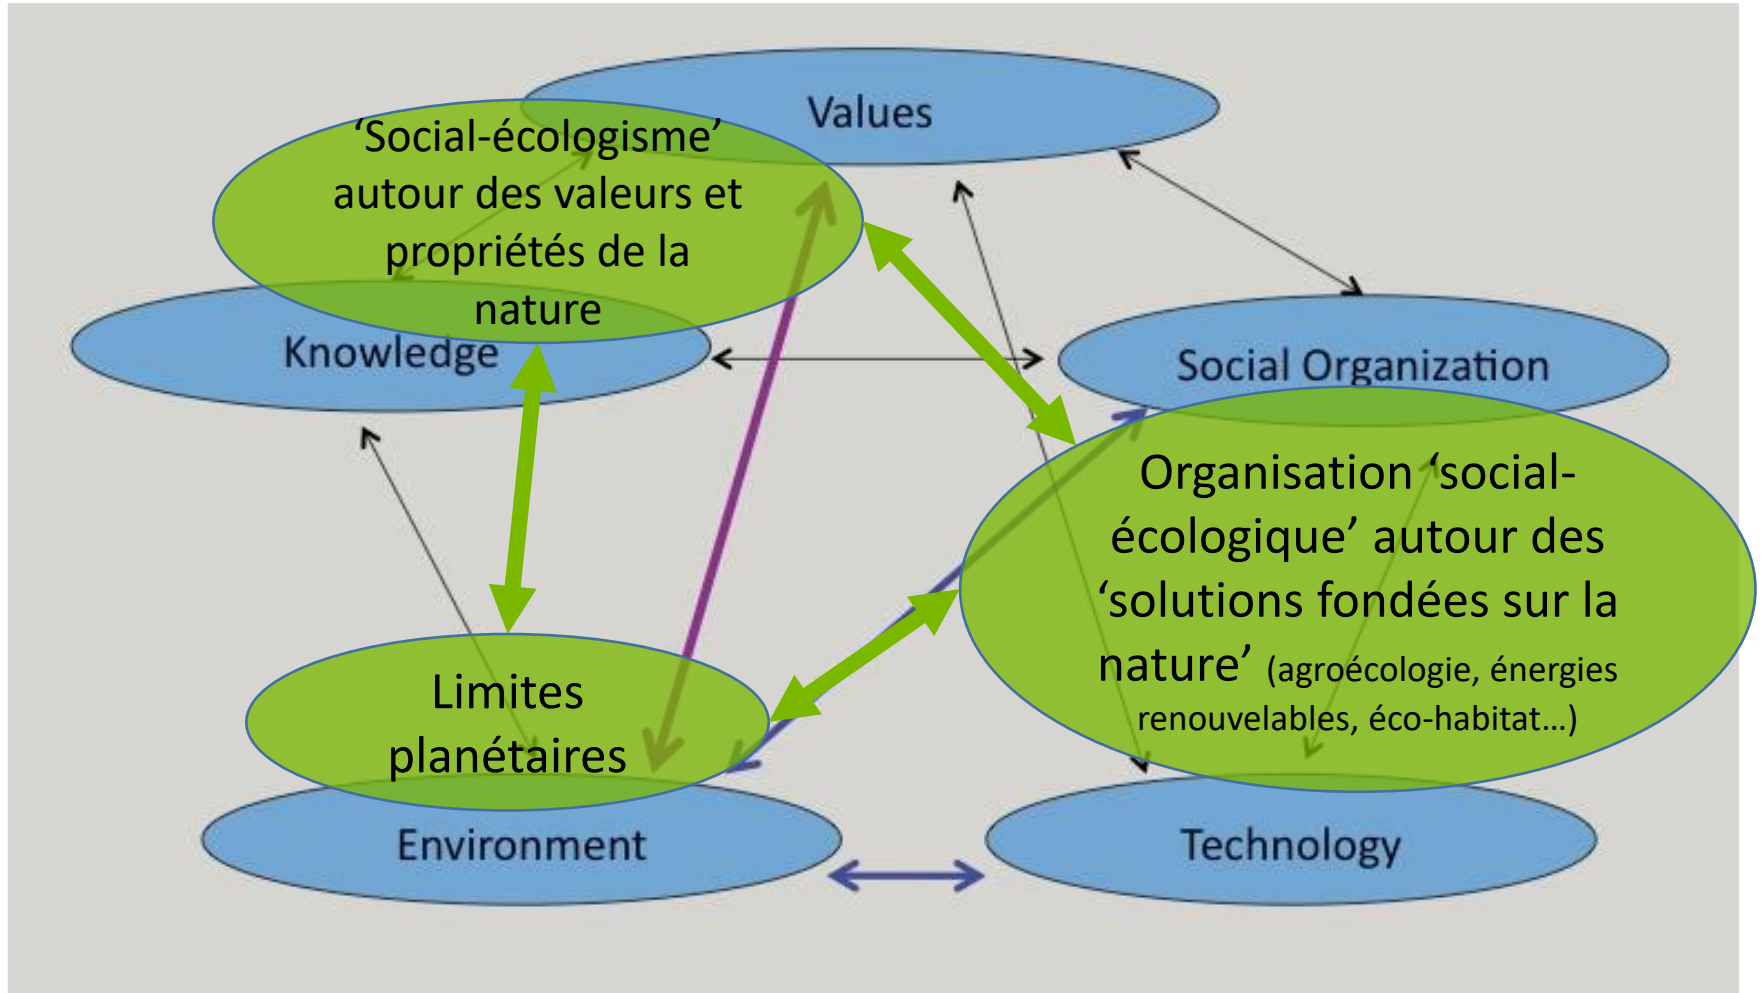 Values
‘Social-écologisme’
autour des valeurs et
propriétés de la
nature
Knowledge
Social Organization
Organisation ‘social-
écologique’ autour des
‘solutions fondées sur la
nature’ (agroécologie, énergies
renouvelables, éco-habitat…)
Limites
planétaires
Environment
Technology